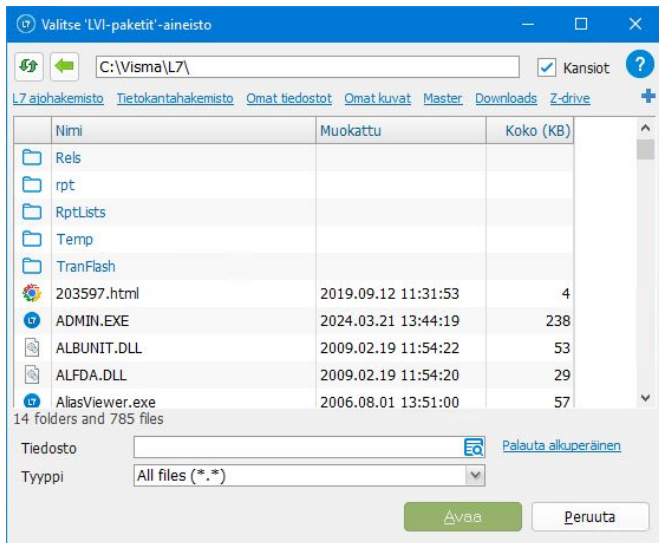 Valitse 'LVI-paketit'-aineisto
C:\Visma\L7\ Kansiot ?
L7 ajohakemisto Tietokantahakemisto Omat tiedostot Omat kuvat Master Downloads Z-drive
Nimi Muokattu Koko (KB)
Rels
rpt
RptLists
Temp
TranFlash
203597.html 2019.09.12 11:31:53 4
L7 ADMIN.EXE 2024.03.21 13:44:19 238
ALBUNIT.DLL 2009.02.19 11:54:22 53
ALFDA.DLL 2009.02.19 11:54:20 29
L7 AliasViewer.exe 2006.08.01 13:51:00 57
14 folders and 785 files
Tiedosto Palauta alkuperäinen
Tyyppi All files (*.*)
Avaa Peruuta